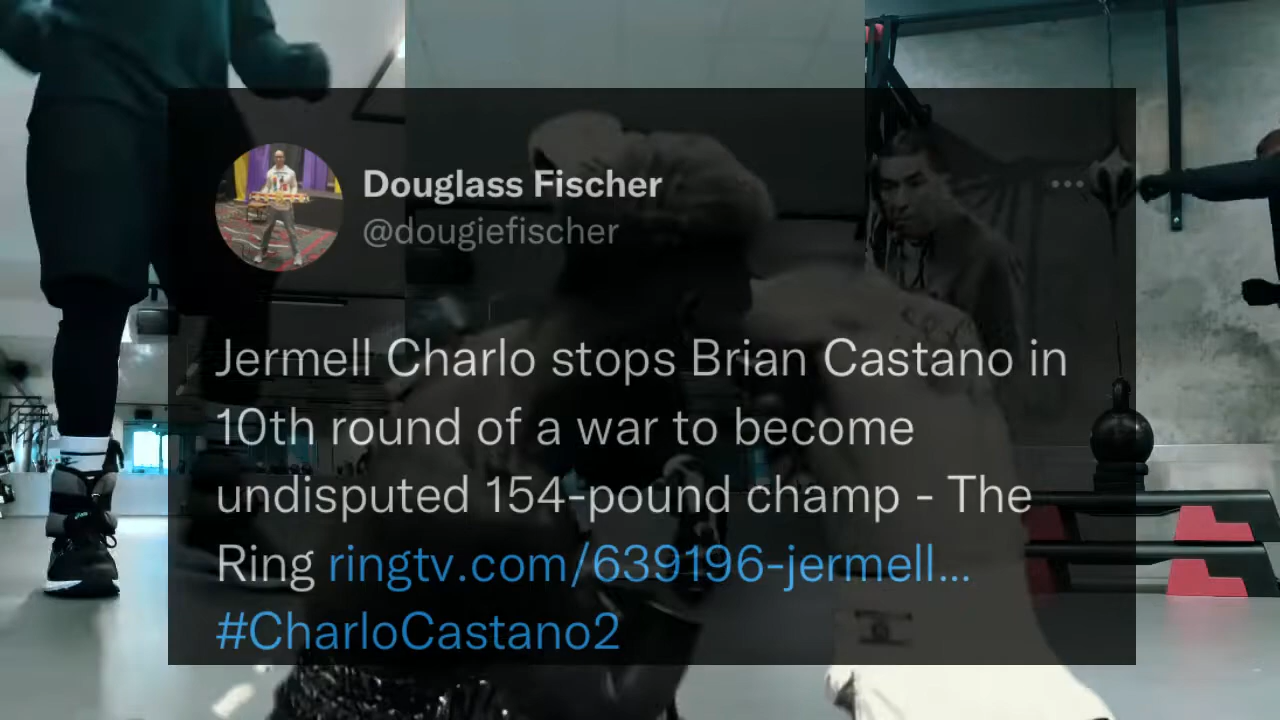 Douglass Fischer
@dougiefischer
Jermell Charlo stops Brian Castano in
10th round of a war to become
undisputed 154-pound champ - The
Ring ringtv.com/639196-jermell...
#CharloCastano2